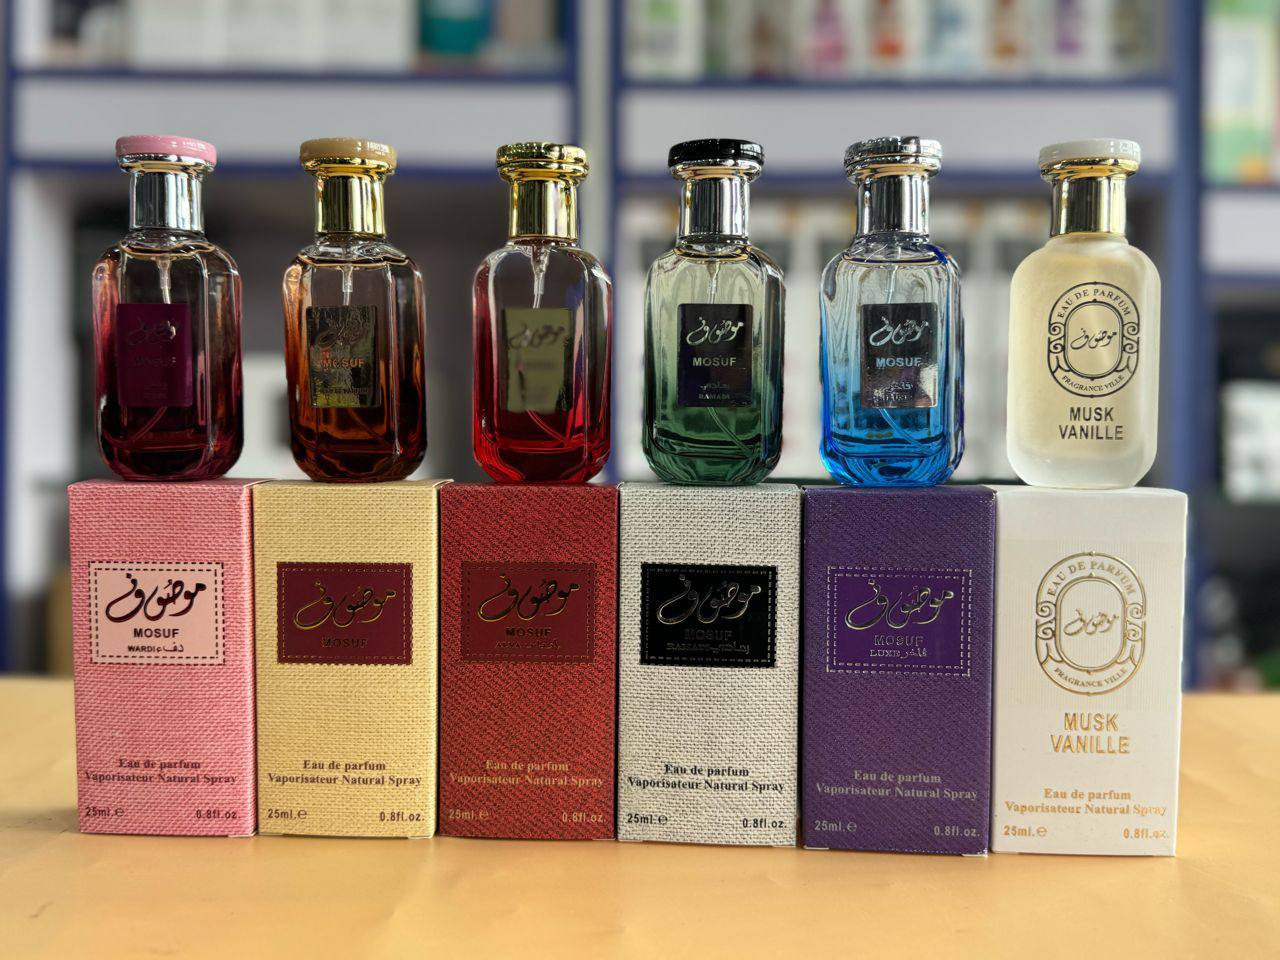 موصوف
MOSUF
موصوف
MOSUF
موصوف
MOSUF
رمادي
RAMADI
موصوف
MOSUF
فاخر
LUXE
EAU DE PARFUM
موصوف
FRAGRANCE VILLE
MUSK
VANILLE
موصوف
MOSUF
WARDI
Eau de parfum
Vaporisateur Natural Spray
25ml.e 0.8fl.oz.
موصوف
MOSUF
Eau de parfum
Vaporisateur Natural Spray
25ml.e 0.8fl.oz.
موصوف
MOSUF
Eau de parfum
Vaporisateur Natural Spray
25ml.e 0.8fl.oz.
موصوف
MOSUF
RAMADI رمادي
Eau de parfum
Vaporisateur Natural Spray
25ml.e 0.8fl.oz.
موصوف
MOSUF
LUXE فاخر
Eau de parfum
Vaporisateur Natural Spray
25ml.e 0.8fl.oz.
EAU DE PARFUM
موصوف
FRAGRANCE VILLE
MUSK
VANILLE
Eau de parfum
Vaporisateur Natural Spray
25ml.e 0.8fl.oz.